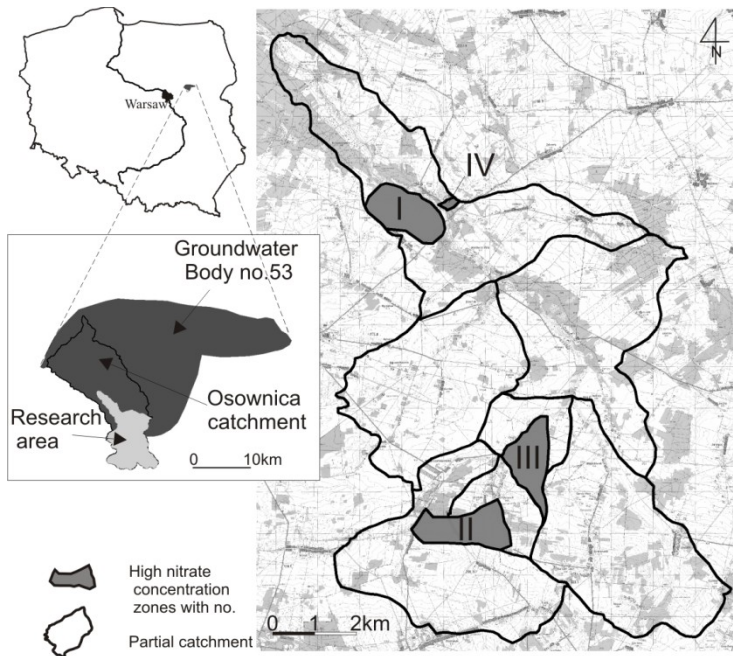 Warsaw
Groundwater
Body no.53
Osownica
catchment
Research
area
0 10km
High nitrate
concentration
zones with no.
Partial catchment
N
IV
I
III
II
0 1 2km